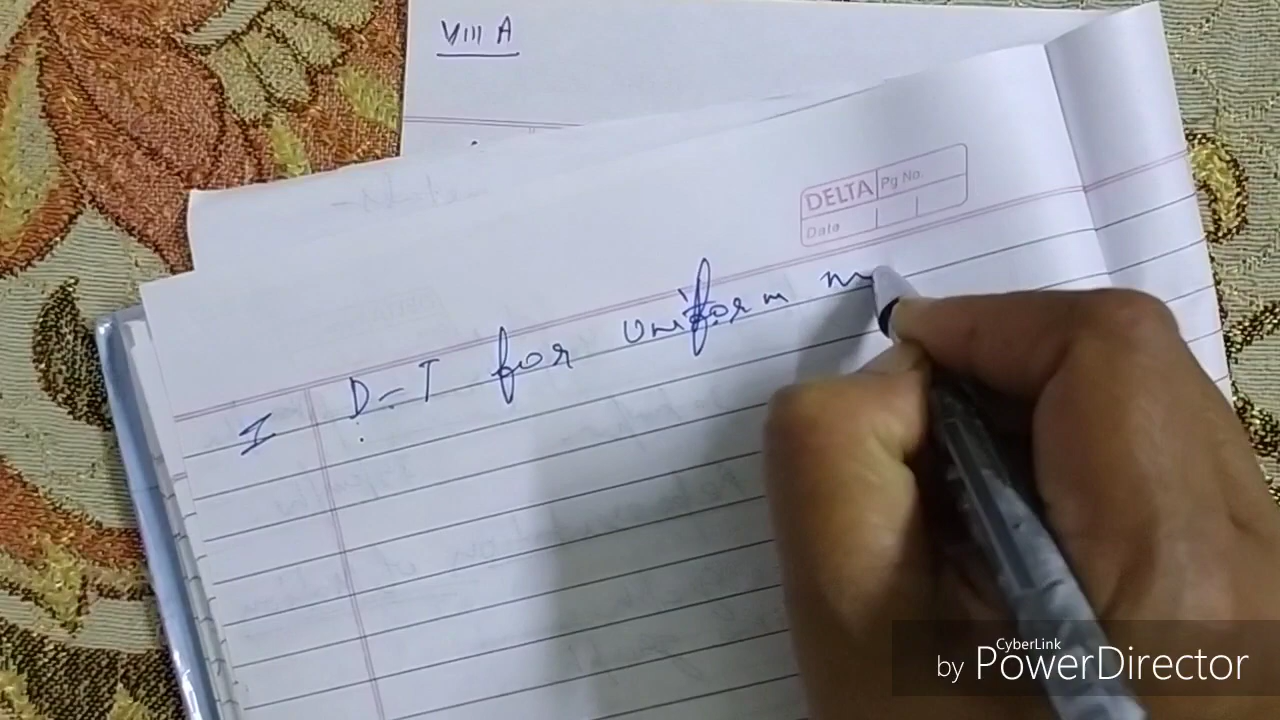 VIII A
DELTA Pg No.
Date
I D-T for Uniform m
CyberLink
by PowerDirector